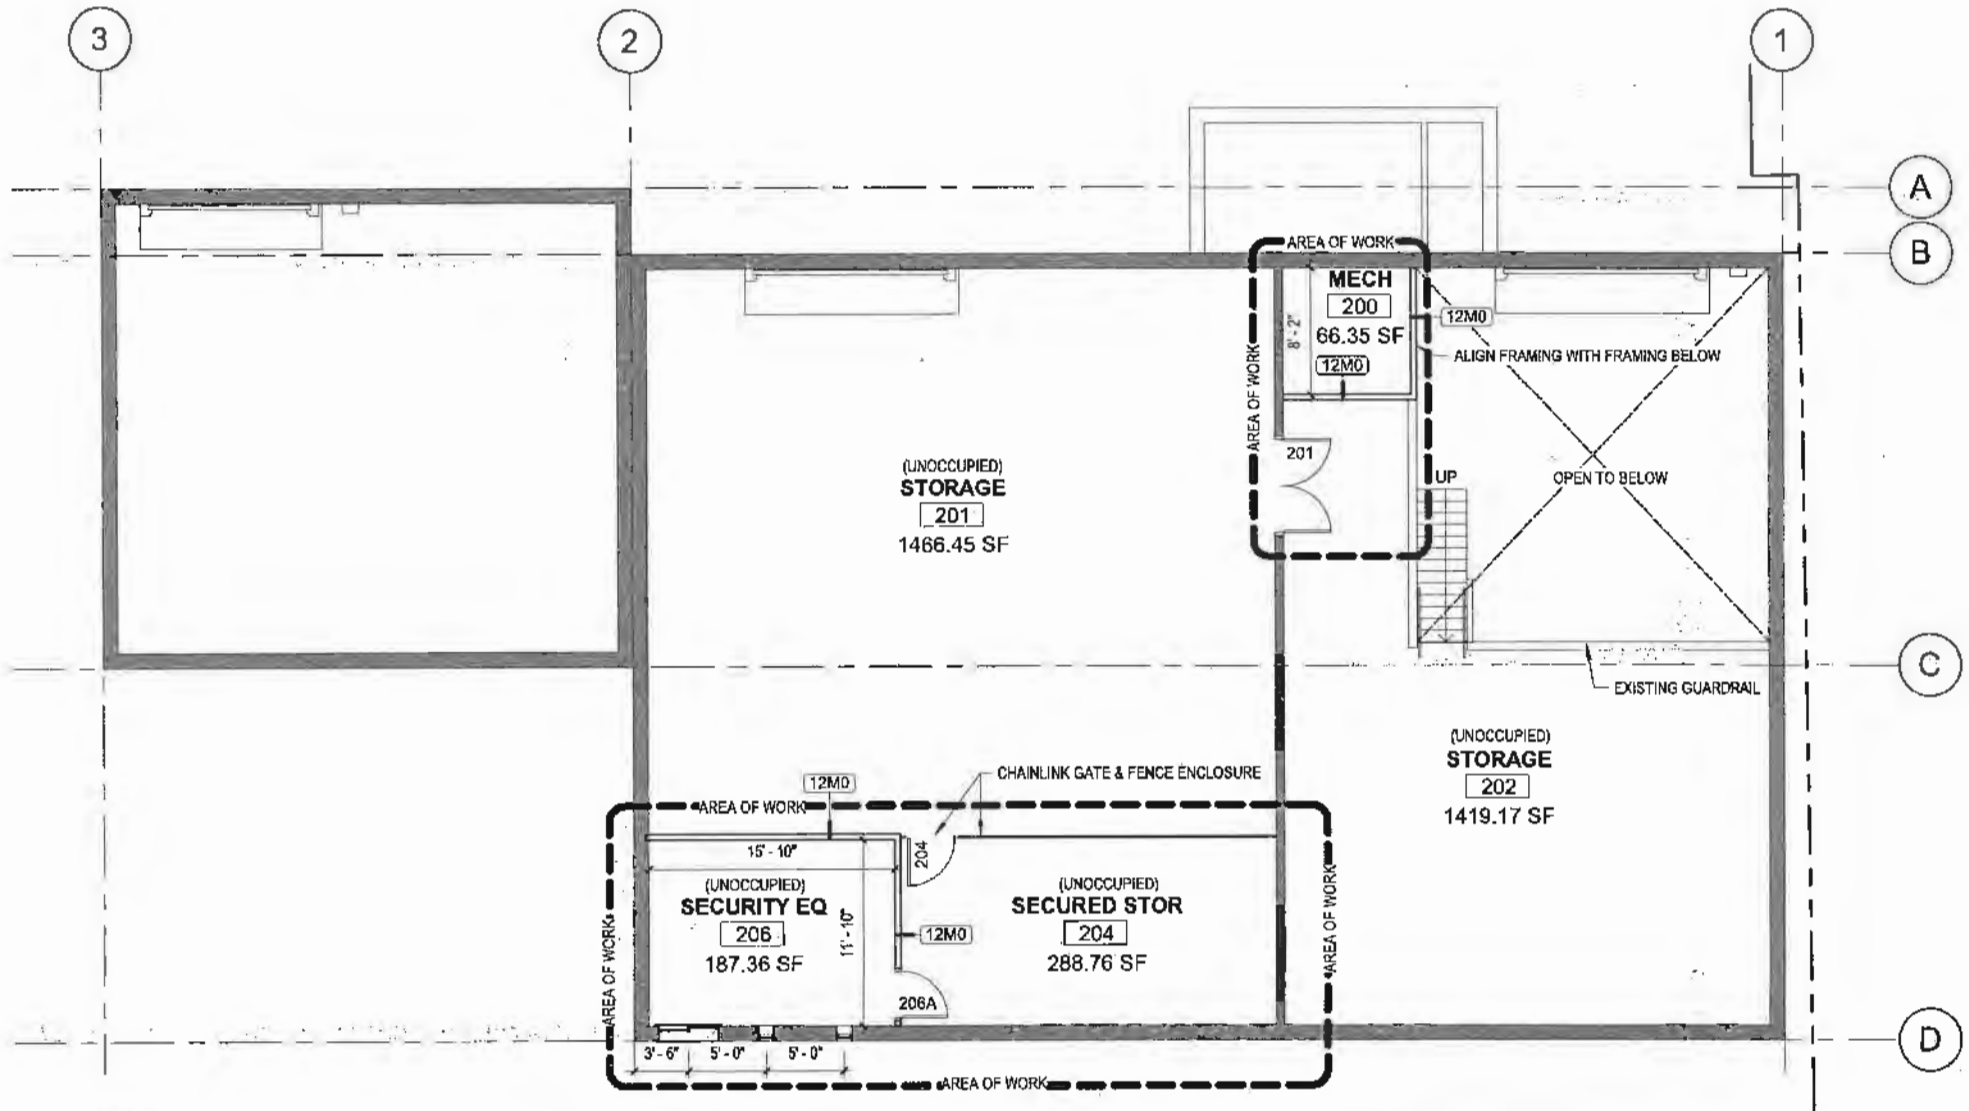 3
2
1
A
B
AREA OF WORK
MECH
200
66.35 SF
8' - 2"
12M0
12M0
ALIGN FRAMING WITH FRAMING BELOW
AREA OF WORK
201
UP
OPEN TO BELOW
(UNOCCUPIED)
STORAGE
201
1466.45 SF
C
EXISTING GUARDRAIL
(UNOCCUPIED)
STORAGE
202
1419.17 SF
CHAINLINK GATE & FENCE ENCLOSURE
12M0
AREA OF WORK
15' - 10"
204
(UNOCCUPIED)
SECURITY EQ
206
187.36 SF
11' - 10"
12M0
(UNOCCUPIED)
SECURED STOR
204
288.76 SF
AREA OF WORK
AREA OF WORK
206A
3' - 6"
5' - 0"
5' - 0"
AREA OF WORK
D